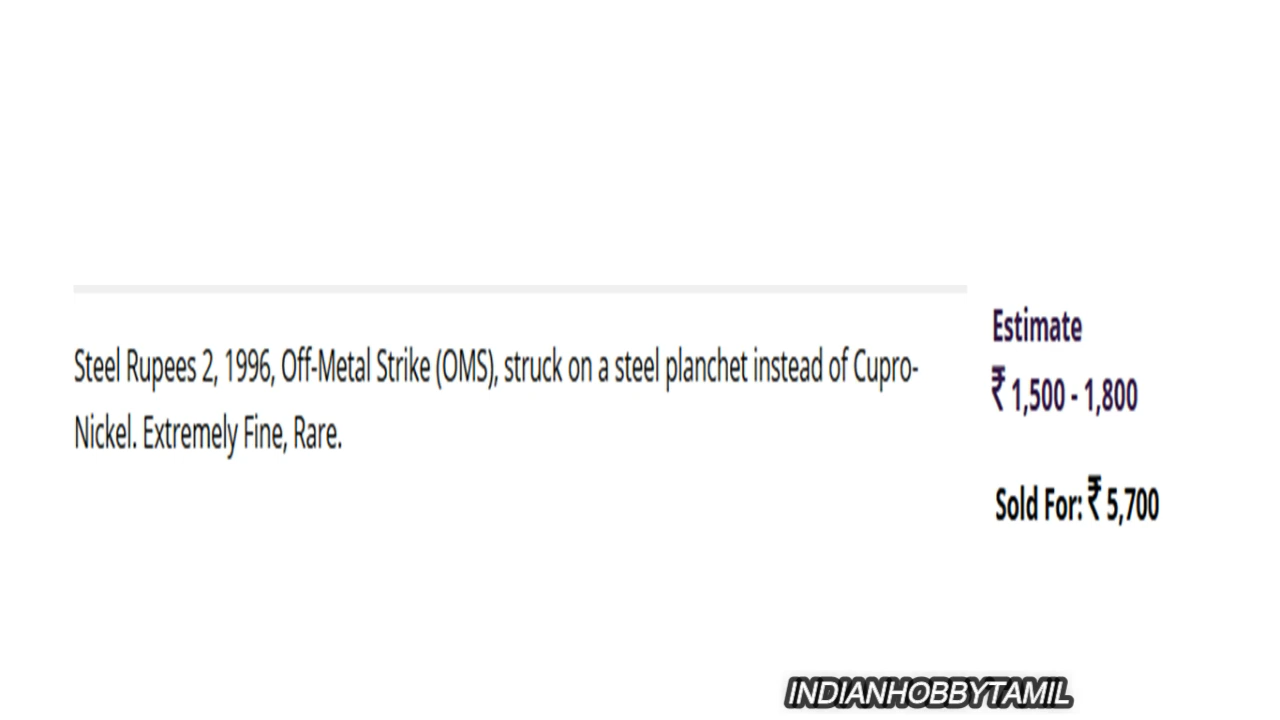 Steel Rupees 2, 1996, Off-Metal Strike (OMS), struck on a steel planchet instead of Cupro-
Nickel. Extremely Fine, Rare.
Estimate
₹ 1,500 - 1,800
Sold For: ₹ 5,700
INDIANHOBBYTAMIL